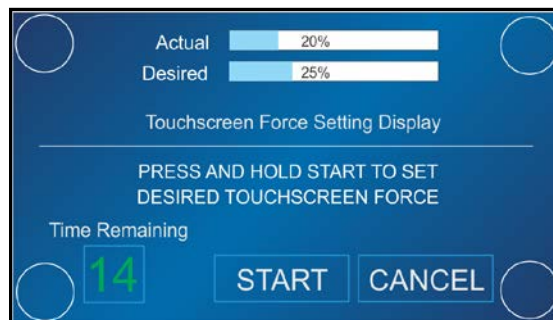 Actual 20%
Desired 25%
Touchscreen Force Setting Display
PRESS AND HOLD START TO SET
DESIRED TOUCHSCREEN FORCE
Time Remaining
14 START CANCEL